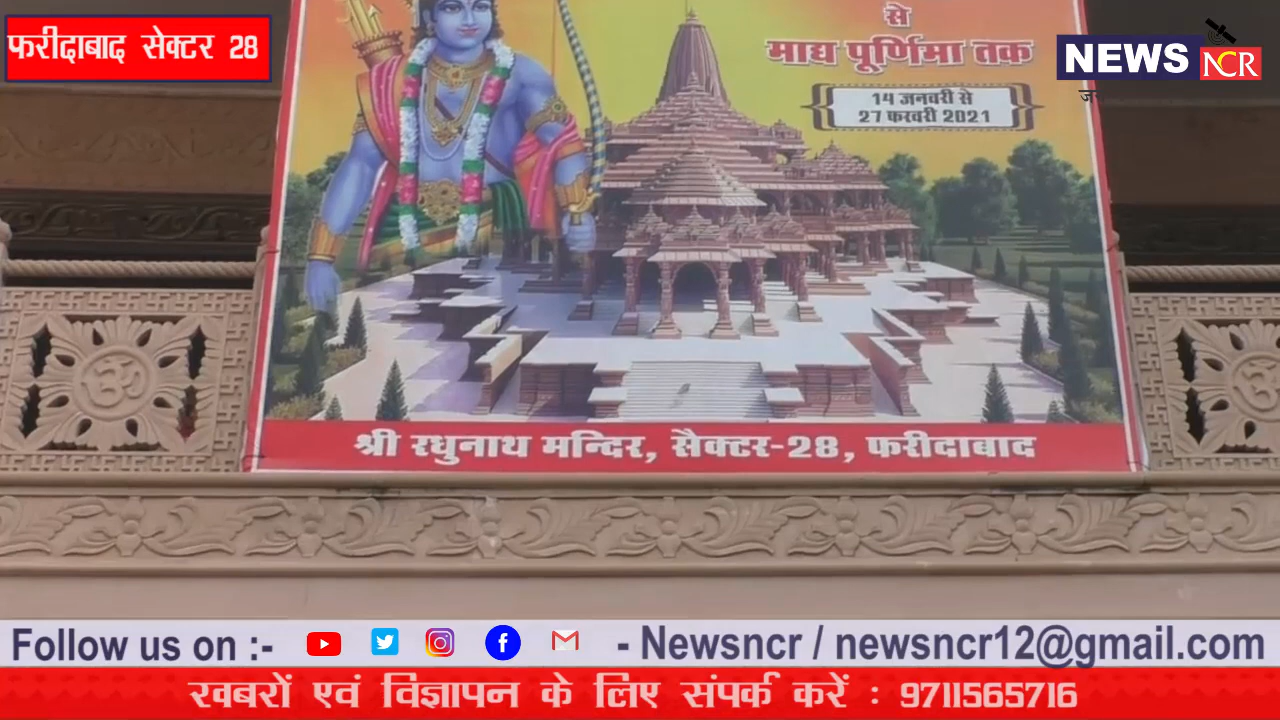 फरीदाबाद सेक्टर 28
NEWS NCR
से
माद्य पूर्णिमा तक
14 जनवरी से
27 फरवरी 2021
श्री रधुनाथ मन्दिर, सैक्टर-28, फरीदाबाद
Follow us on :- - Newsncr / newsncr12@gmail.com
खबरों एवं विज्ञापन के लिए संपर्क करें : 9711565716